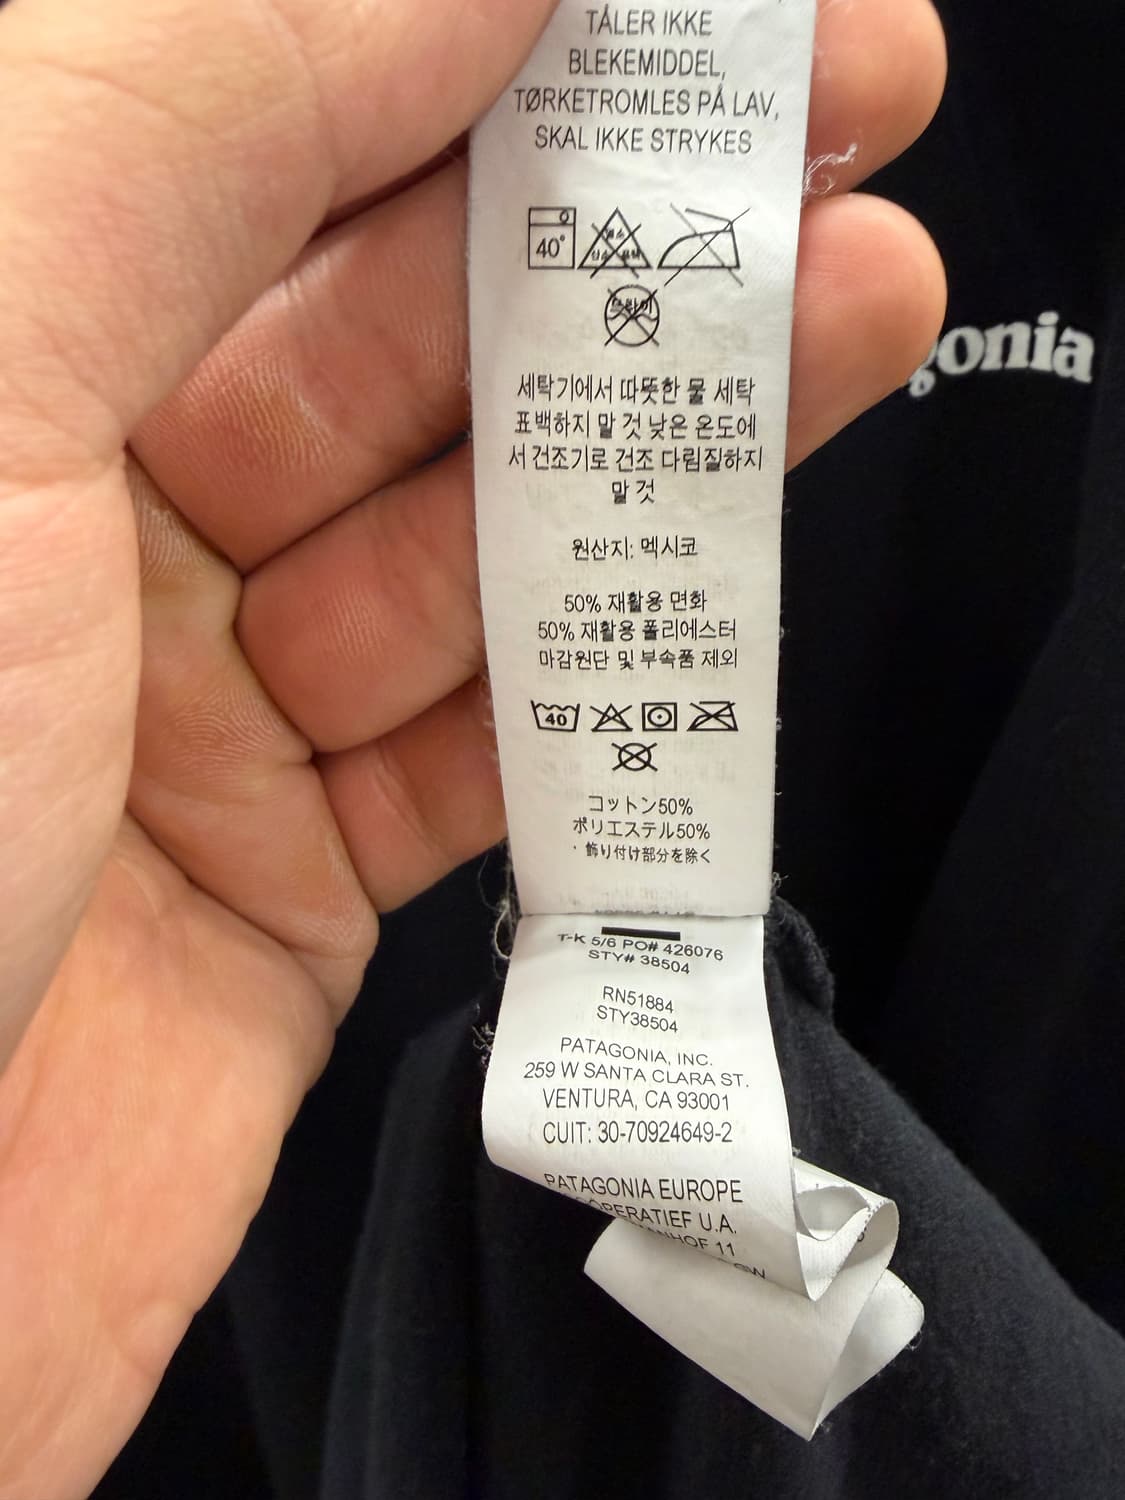 TÅLER IKKE
BLEKEMIDDEL,
TØRKETROMLES PÅ LAV,
SKAL IKKE STRYKES
40°
세탁기에서 따뜻한 물 세탁
표백하지 말 것 낮은 온도에
서 건조기로 건조 다림질하지
말 것
원산지: 멕시코
50% 재활용 면화
50% 재활용 폴리에스터
마감원단 및 부속품 제외
40
コットン50%
ポリエステル50%
・飾り付け部分を除く
T-K 5/6 PO# 426076
STY# 38504
RN51884
STY38504
PATAGONIA, INC.
259 W SANTA CLARA ST.
VENTURA, CA 93001
CUIT: 30-70924649-2
PATAGONIA EUROPE
COÖPERATIEF U.A.
11
GW
gonia